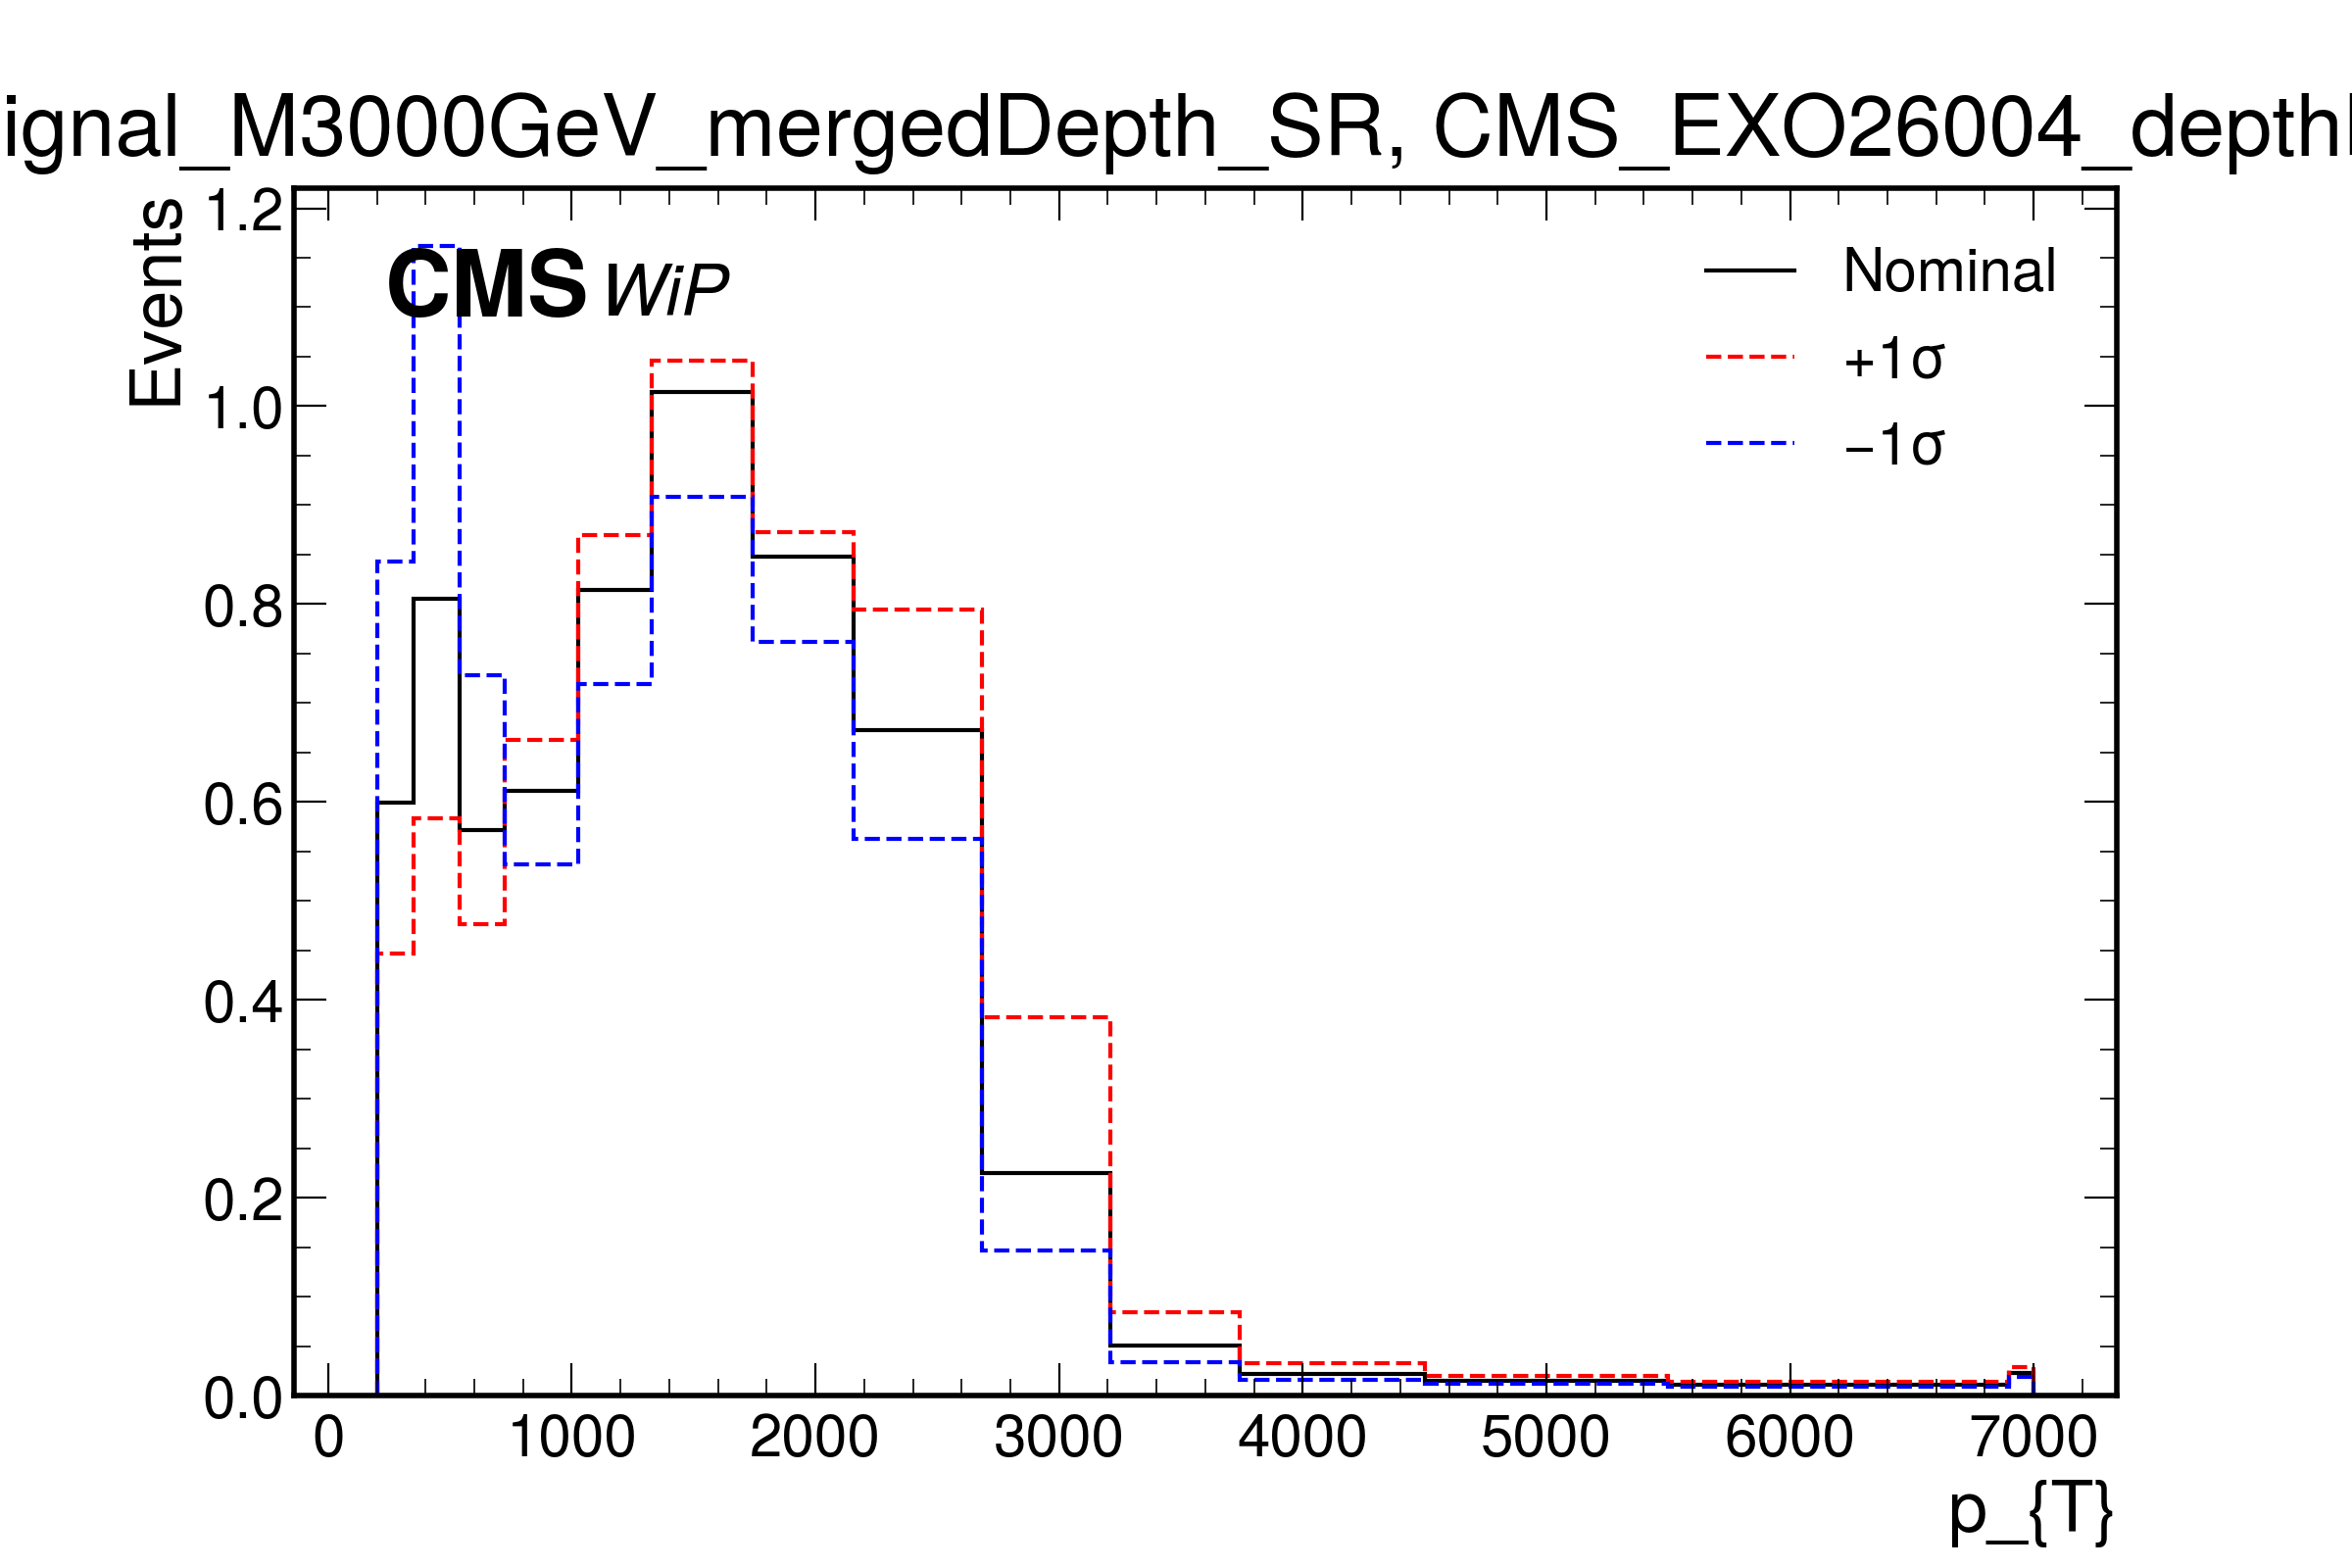 ignal_M3000GeV_mergedDepth_SR, CMS_EXO26004_depth
Events
1.2
1.0
0.8
0.6
0.4
0.2
0.0
CMS WiP
Nominal
+1σ
−1σ
0 1000 2000 3000 4000 5000 6000 7000
p_{T}